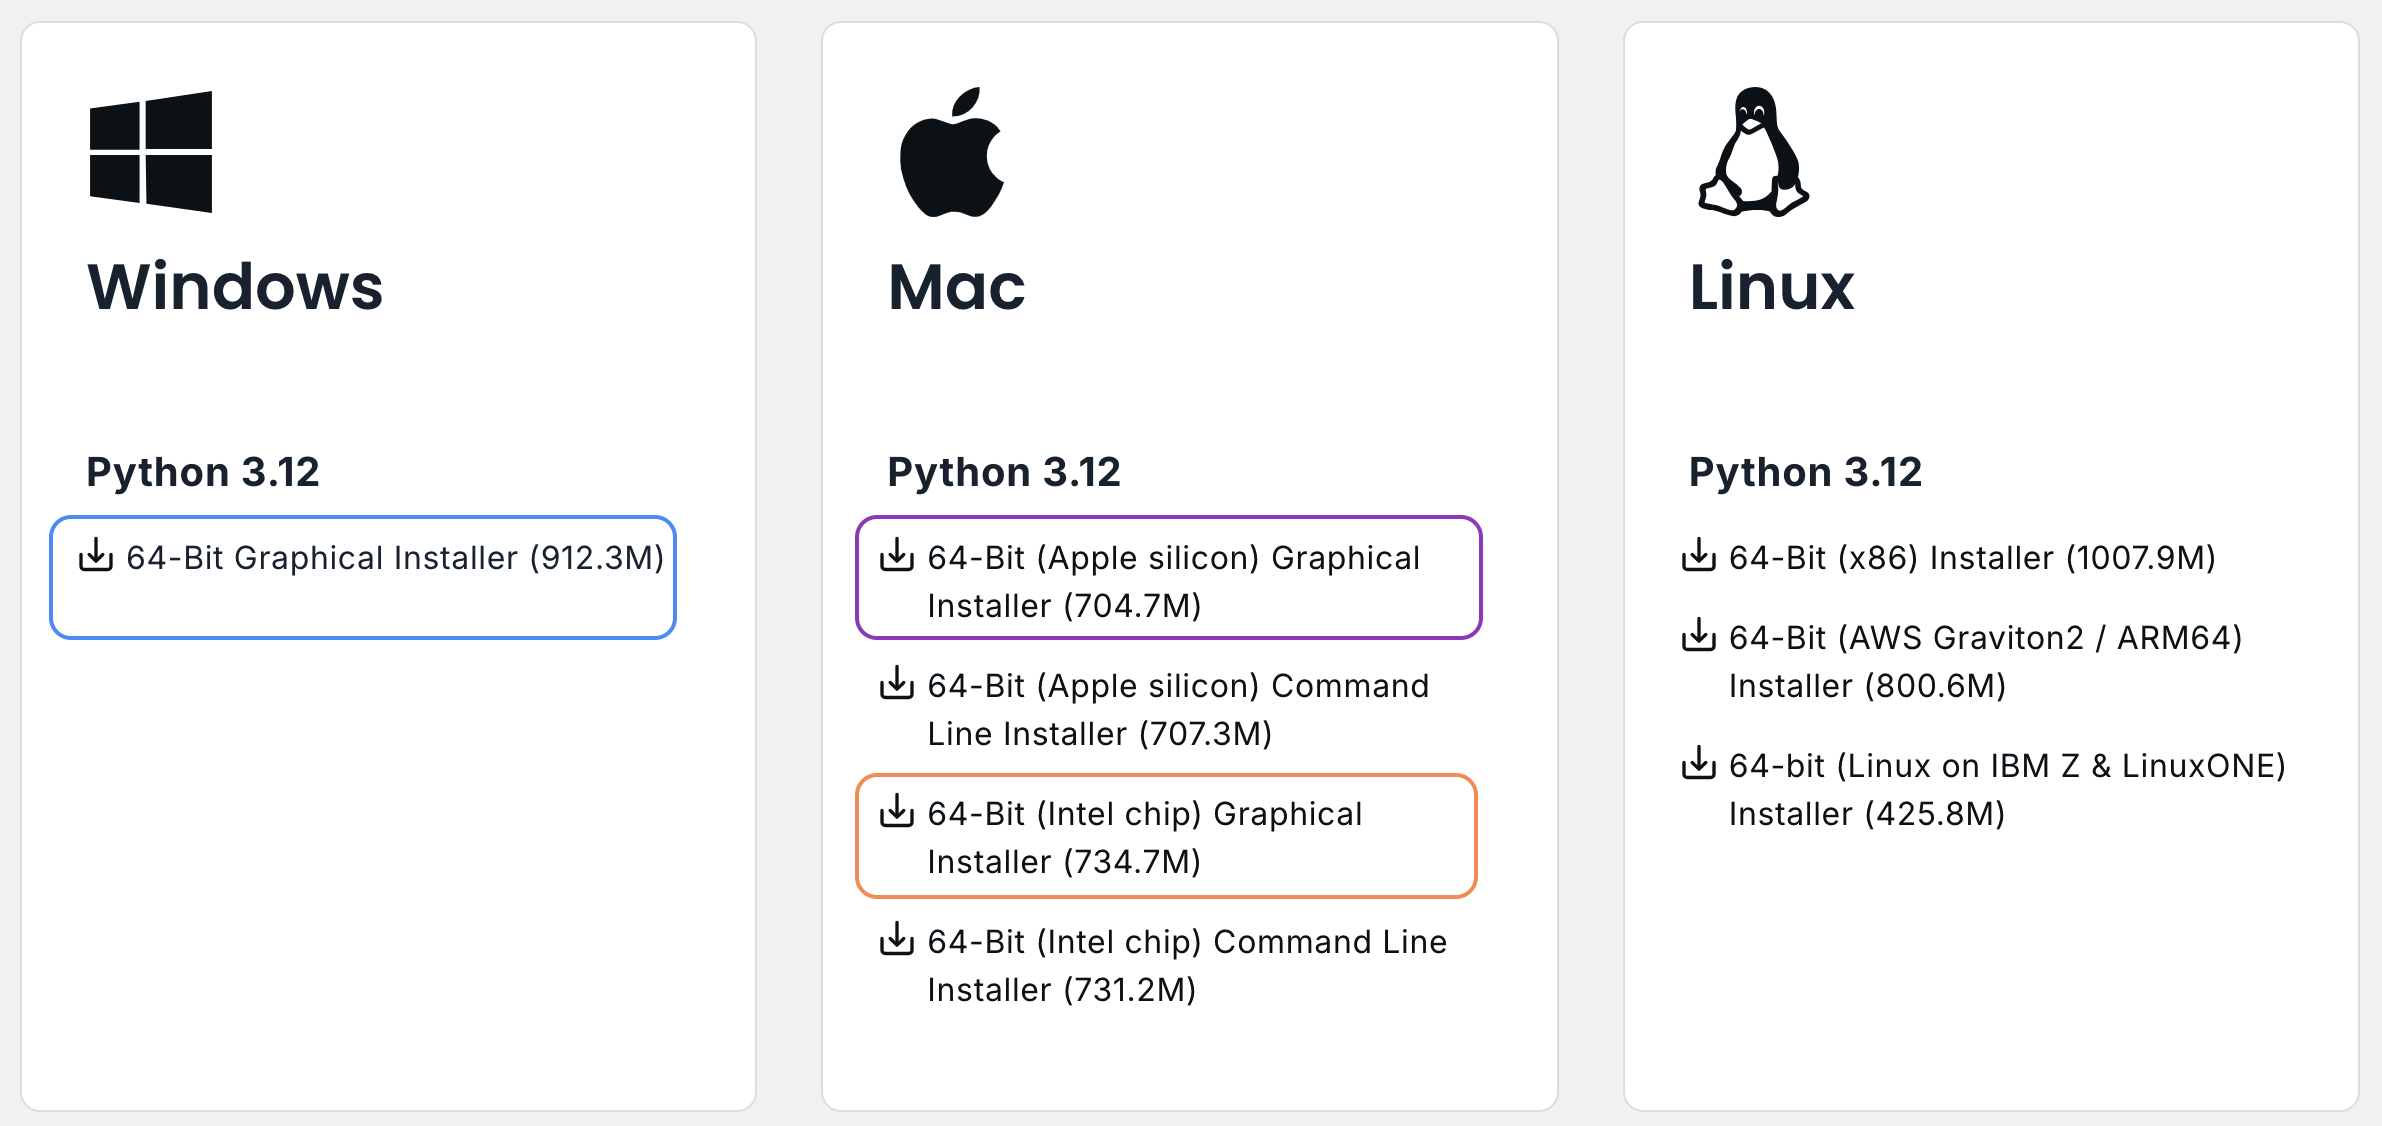 Windows
Python 3.12
64-Bit Graphical Installer (912.3M)
Mac
Python 3.12
64-Bit (Apple silicon) Graphical
Installer (704.7M)
64-Bit (Apple silicon) Command
Line Installer (707.3M)
64-Bit (Intel chip) Graphical
Installer (734.7M)
64-Bit (Intel chip) Command Line
Installer (731.2M)
Linux
Python 3.12
64-Bit (x86) Installer (1007.9M)
64-Bit (AWS Graviton2 / ARM64)
Installer (800.6M)
64-bit (Linux on IBM Z & LinuxONE)
Installer (425.8M)